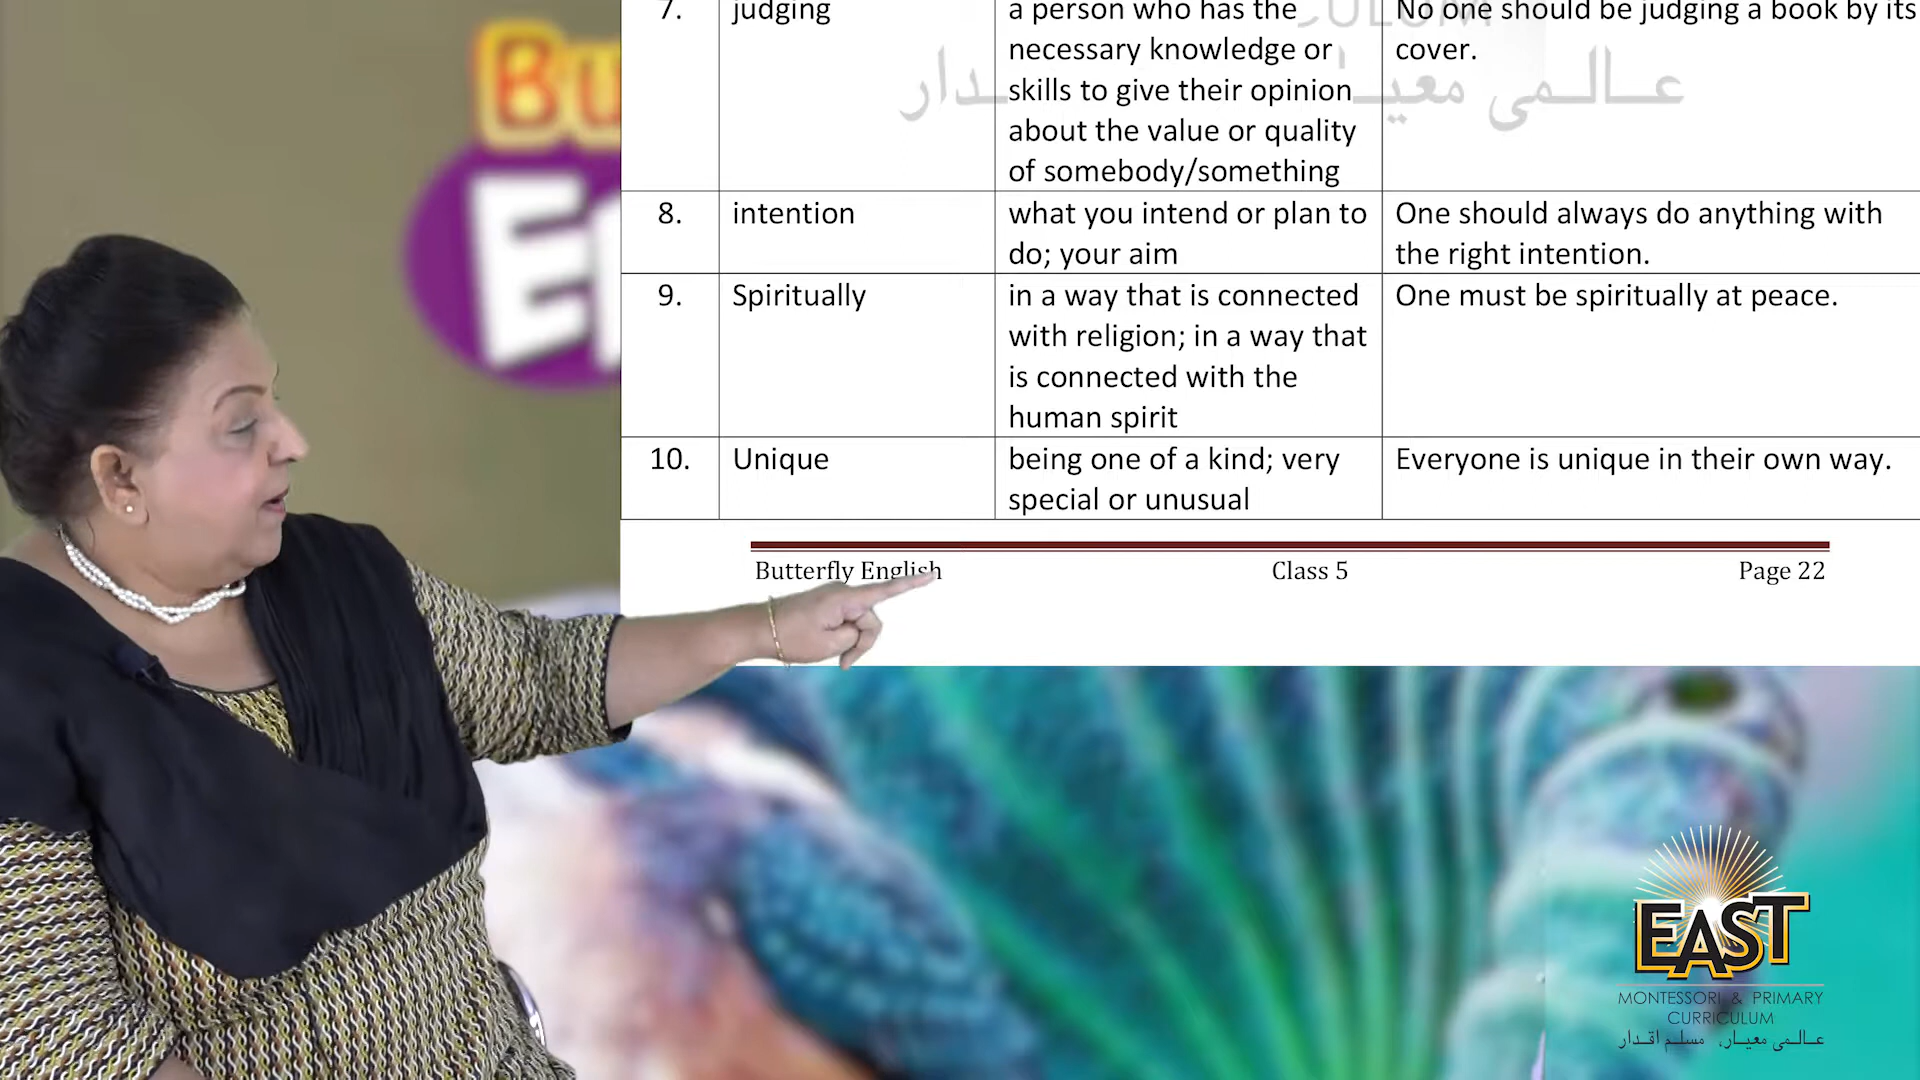 7. judging a person who has the No one should be judging a book by its
necessary knowledge or cover.
skills to give their opinion
about the value or quality
of somebody/something
8. intention what you intend or plan to One should always do anything with
do; your aim the right intention.
9. Spiritually in a way that is connected One must be spiritually at peace.
with religion; in a way that
is connected with the
human spirit
10. Unique being one of a kind; very Everyone is unique in their own way.
special or unusual
Butterfly English Class 5 Page 22
EAST
MONTESSORI & PRIMARY
CURRICULUM
عالمی معیار، مسلم اقدار